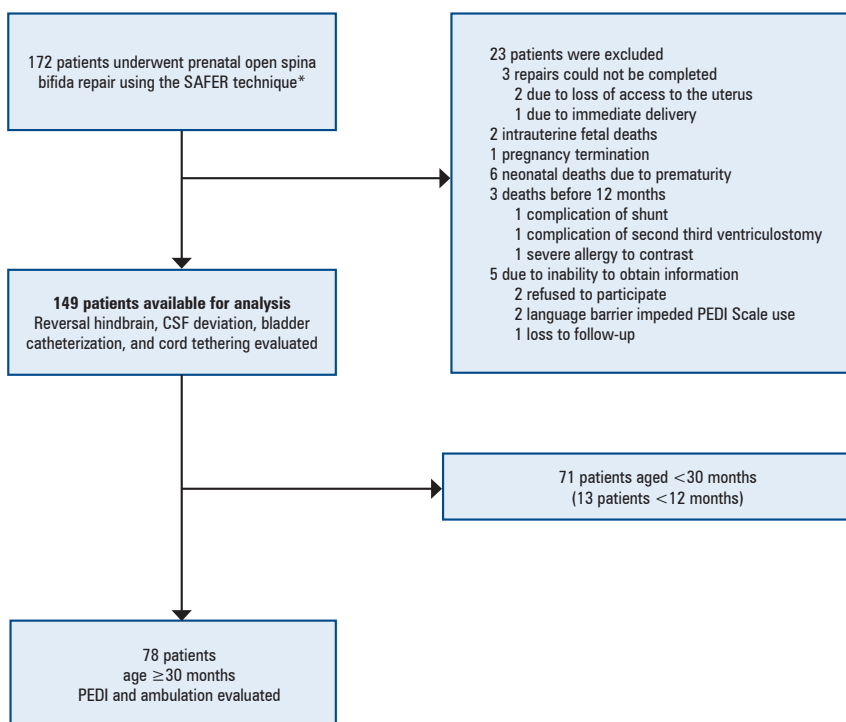 172 patients underwent prenatal open spina
bifida repair using the SAFER technique*
23 patients were excluded
3 repairs could not be completed
2 due to loss of access to the uterus
1 due to immediate delivery
2 intrauterine fetal deaths
1 pregnancy termination
6 neonatal deaths due to prematurity
3 deaths before 12 months
1 complication of shunt
1 complication of second third ventriculostomy
1 severe allergy to contrast
5 due to inability to obtain information
2 refused to participate
2 language barrier impeded PEDI Scale use
1 loss to follow-up
149 patients available for analysis
Reversal hindbrain, CSF deviation, bladder
catheterization, and cord tethering evaluated
71 patients aged <30 months
(13 patients <12 months)
78 patients
age ≥30 months
PEDI and ambulation evaluated